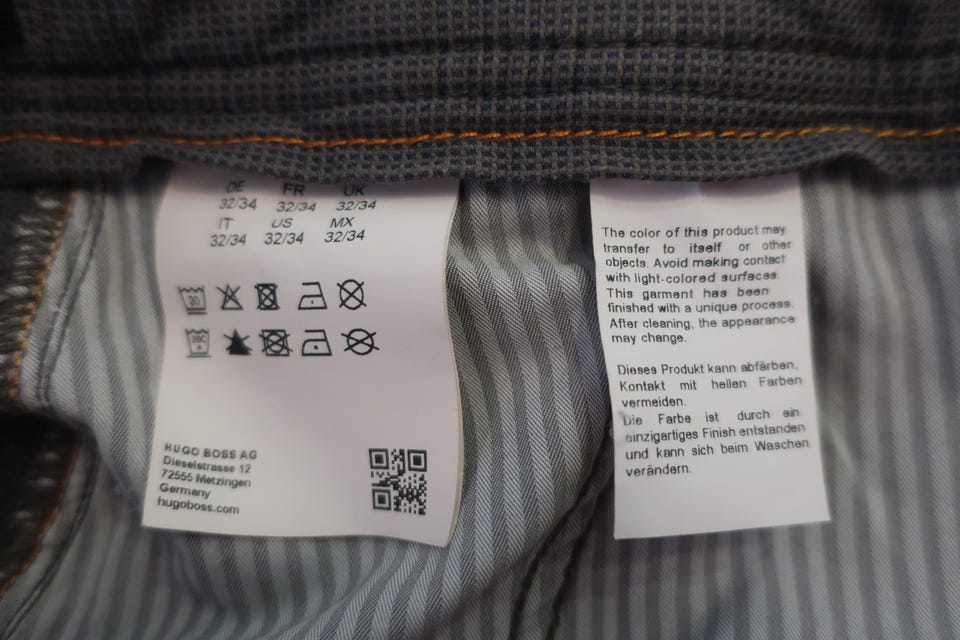 DE FR UK
32/34 32/34 32/34
IT US MX
32/34 32/34 32/34
30
30C
HUGO BOSS AG
Dieselstrasse 12
72555 Metzingen
Germany
hugoboss.com
The color of this product may
transfer to itself or other
objects. Avoid making contact
with light-colored surfaces.
This garment has been
finished with a unique process.
After cleaning, the appearance
may change.
Dieses Produkt kann abfärben,
Kontakt mit hellen Farben
vermeiden.
Die Farbe ist durch ein
einzigartiges Finish entstanden
und kann sich beim Waschen
verändern.